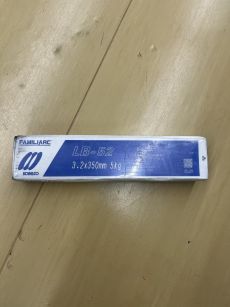 FAMILIARC
LB-52
3.2x350mm 5kg
KOBELCO